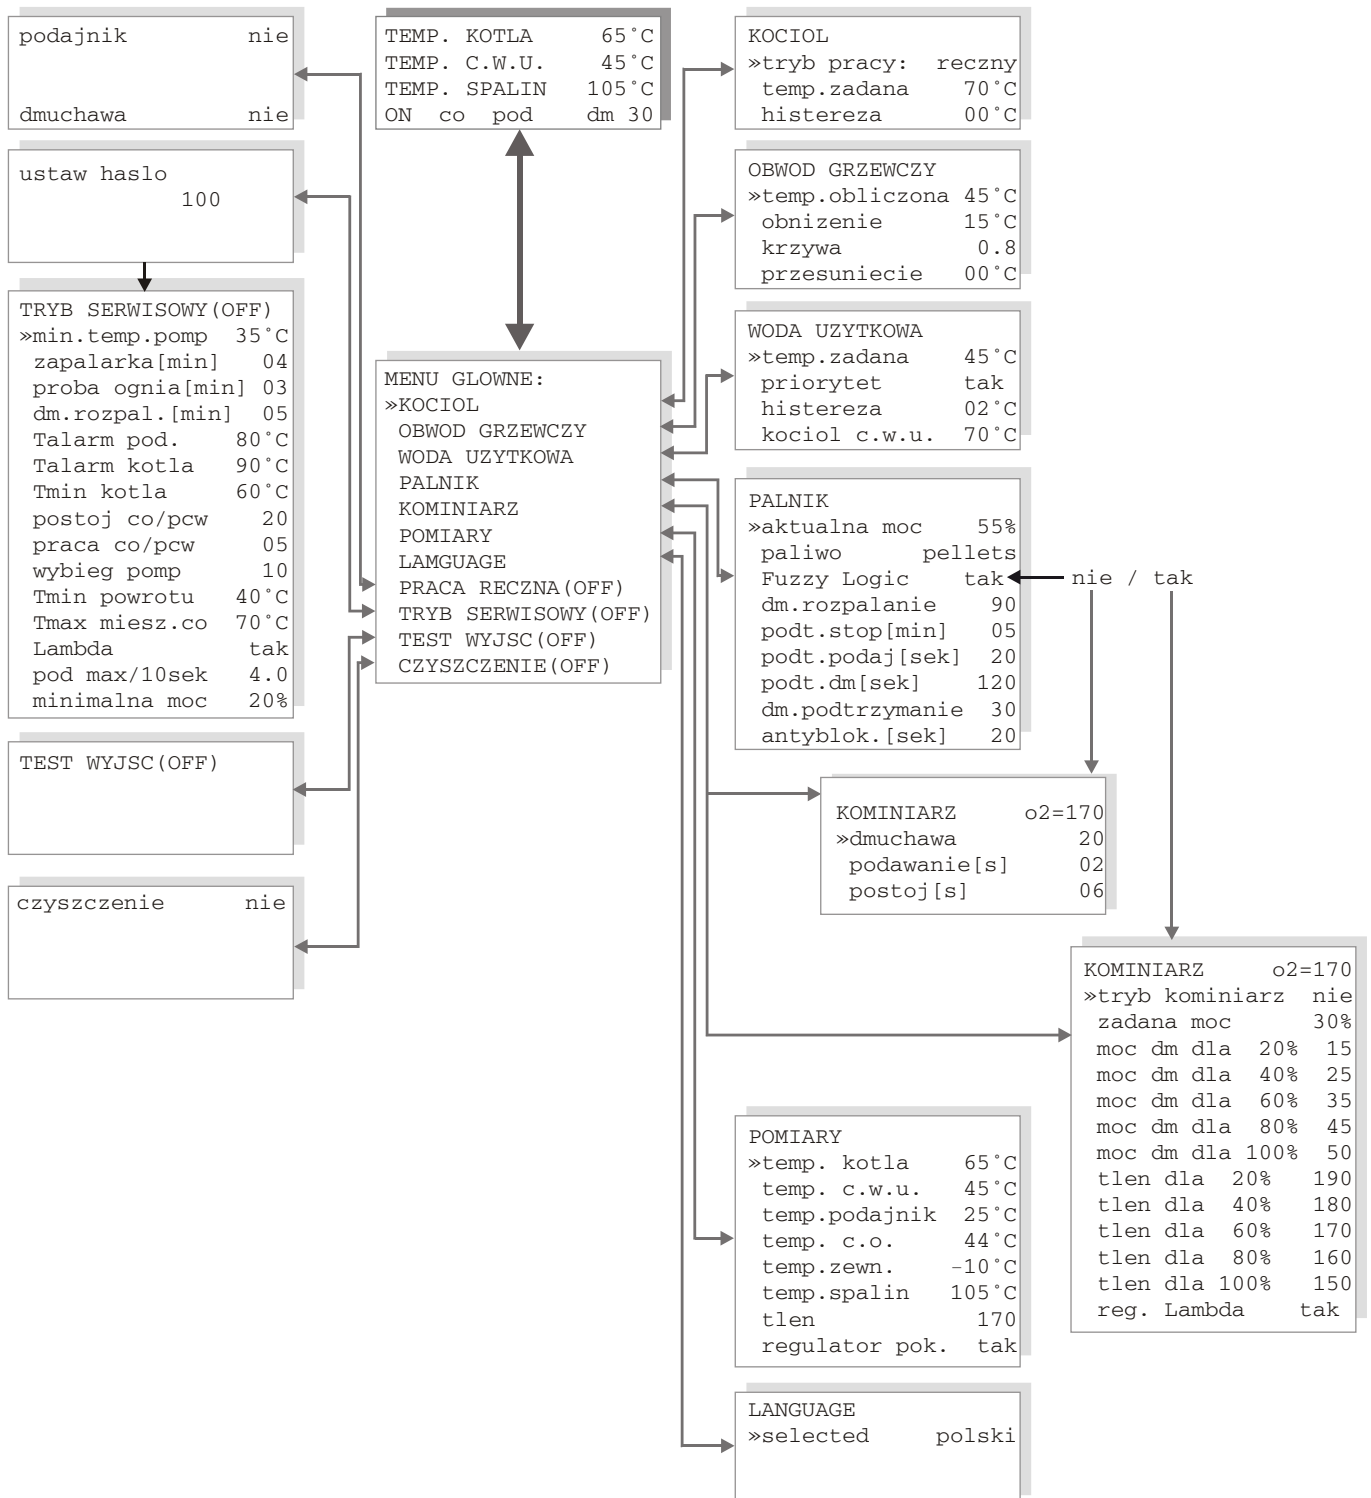 podajnik nie
dmuchawa nie
ustaw haslo
100
TRYB SERWISOWY(OFF)
»min.temp.pomp 35°C
zapalarka[min] 04
proba ognia[min] 03
dm.rozpal.[min] 05
Talarm pod. 80°C
Talarm kotla 90°C
Tmin kotla 60°C
postoj co/pcw 20
praca co/pcw 05
wybieg pomp 10
Tmin powrotu 40°C
Tmax miesz.co 70°C
Lambda tak
pod max/10sek 4.0
minimalna moc 20%
TEST WYJSC(OFF)
czyszczenie nie
TEMP. KOTLA 65°C
TEMP. C.W.U. 45°C
TEMP. SPALIN 105°C
ON co pod dm 30
MENU GLOWNE:
»KOCIOL
OBWOD GRZEWCZY
WODA UZYTKOWA
PALNIK
KOMINIARZ
POMIARY
LAMGUAGE
PRACA RECZNA(OFF)
TRYB SERWISOWY(OFF)
TEST WYJSC(OFF)
CZYSZCZENIE(OFF)
KOCIOL
»tryb pracy: reczny
temp.zadana 70°C
histereza 00°C
OBWOD GRZEWCZY
»temp.obliczona 45°C
obnizenie 15°C
krzywa 0.8
przesuniecie 00°C
WODA UZYTKOWA
»temp.zadana 45°C
priorytet tak
histereza 02°C
kociol c.w.u. 70°C
PALNIK
»aktualna moc 55%
paliwo pellets
Fuzzy Logic tak
dm.rozpalanie 90
podt.stop[min] 05
podt.podaj[sek] 20
podt.dm[sek] 120
dm.podtrzymanie 30
antyblok.[sek] 20
nie / tak
KOMINIARZ o2=170
»dmuchawa 20
podawanie[s] 02
postoj[s] 06
KOMINIARZ o2=170
»tryb kominiarz nie
zadana moc 30%
moc dm dla 20% 15
moc dm dla 40% 25
moc dm dla 60% 35
moc dm dla 80% 45
moc dm dla 100% 50
tlen dla 20% 190
tlen dla 40% 180
tlen dla 60% 170
tlen dla 80% 160
tlen dla 100% 150
reg. Lambda tak
POMIARY
»temp. kotla 65°C
temp. c.w.u. 45°C
temp.podajnik 25°C
temp. c.o. 44°C
temp.zewn. -10°C
temp.spalin 105°C
tlen 170
regulator pok. tak
LANGUAGE
»selected polski